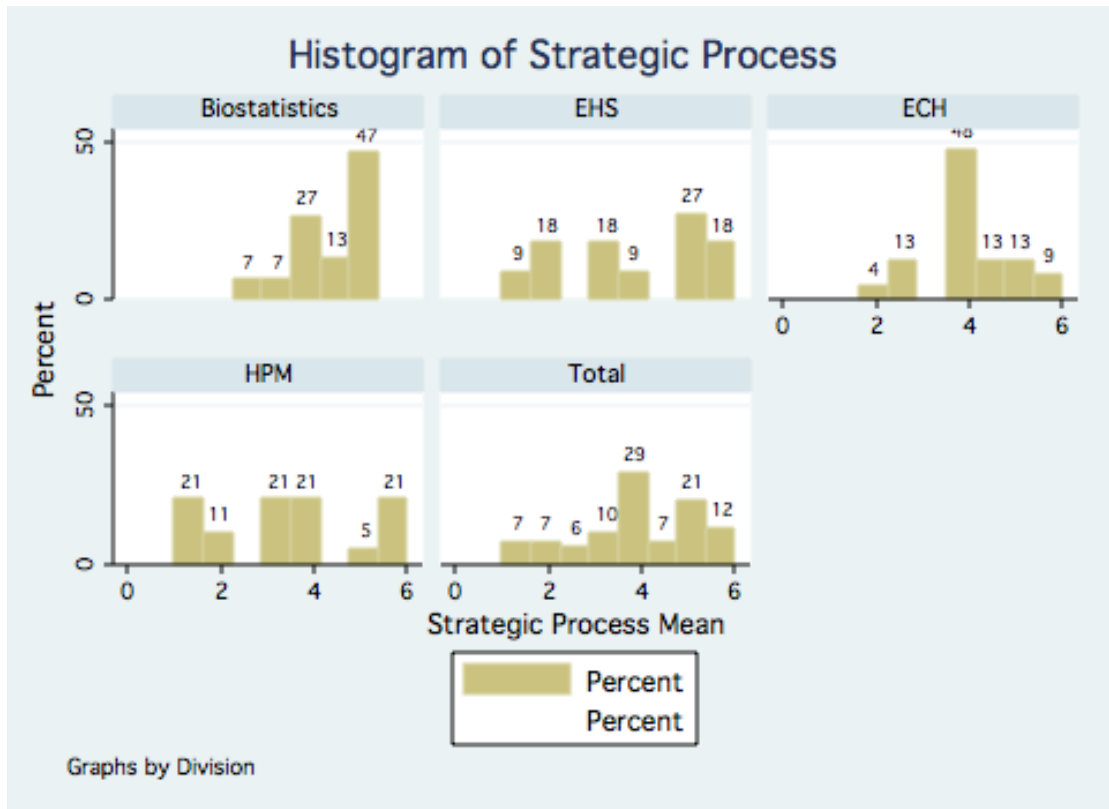 Histogram of Strategic Process
Biostatistics EHS ECH
50 47 48
27 27
18 18 18
13 13 13 13
9 9 9
7 7 4
0
0 2 4 6
Percent
HPM Total
50
29
21 21 21 21 21
11 10 12
5 7 7 6 7
0
0 2 4 6 0 2 4 6
Strategic Process Mean
Percent
Percent
Graphs by Division